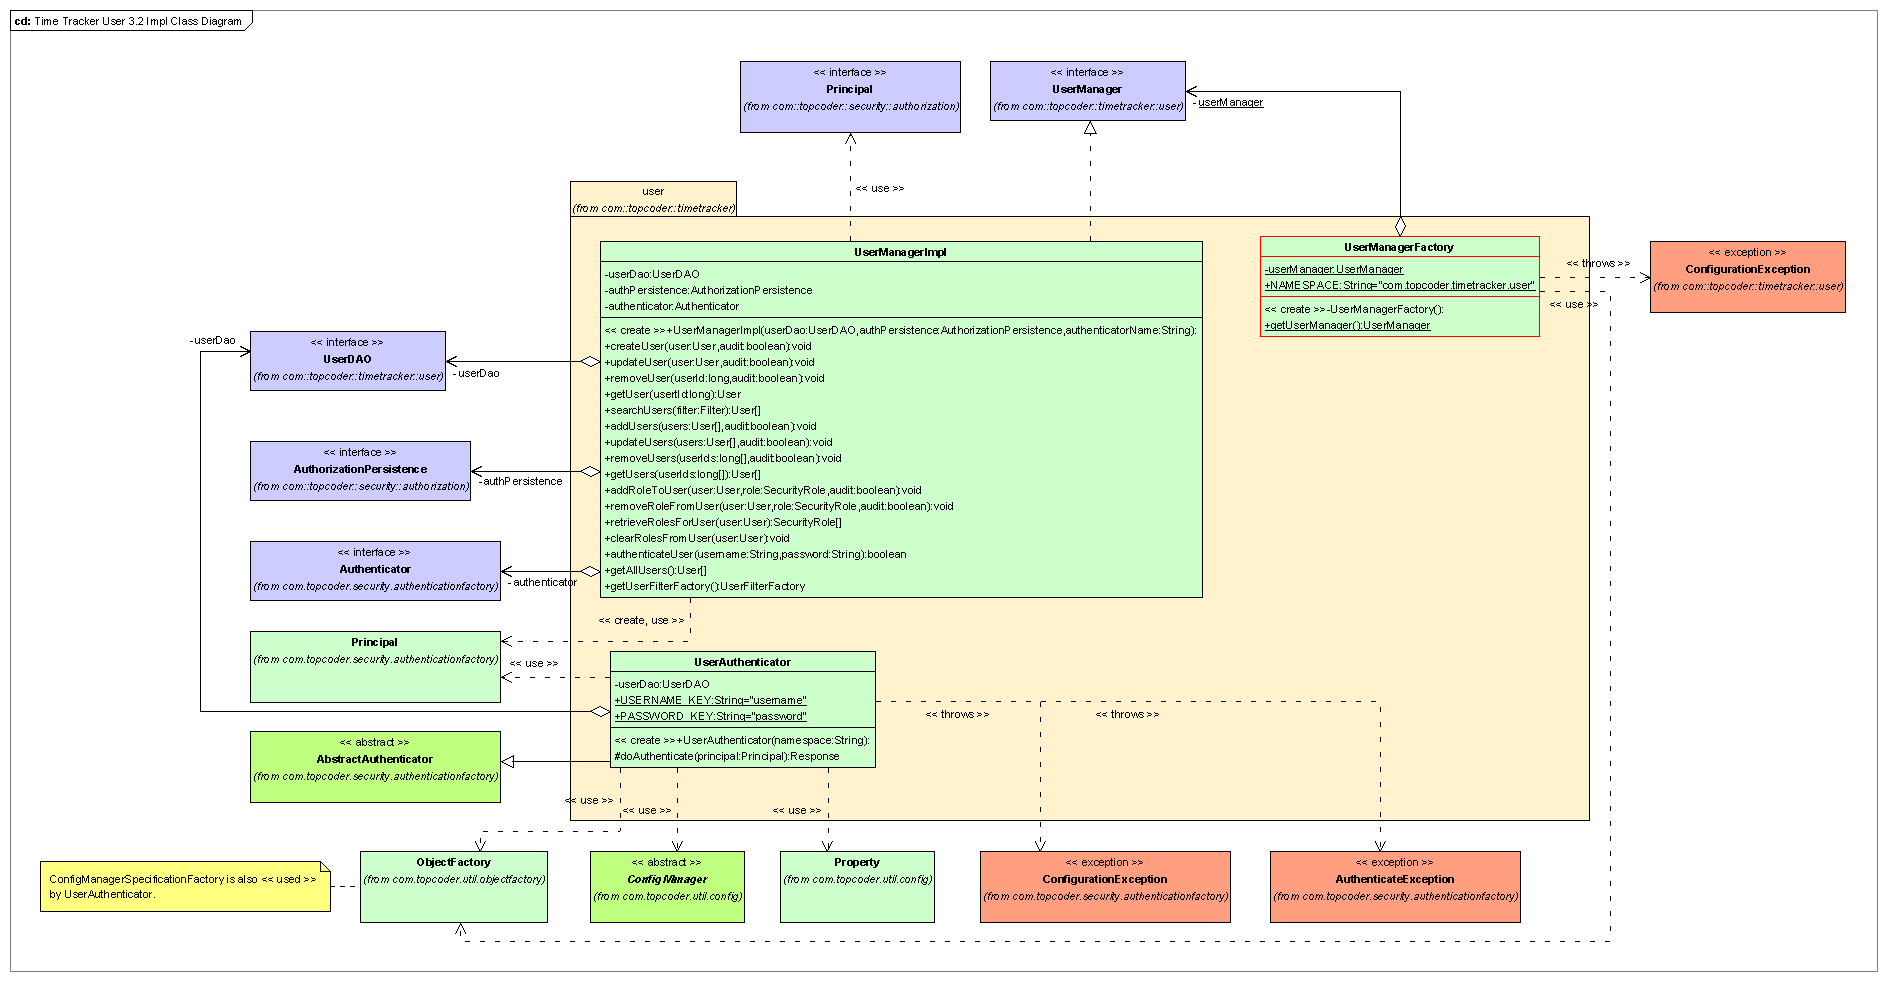 cd: Time Tracker User 3.2 Impl Class Diagram
<< interface >>
Principal
(from com::topcoder::security::authorization)
<< interface >>
UserManager
(from com::topcoder::timetracker::user)
-userManager
<< use >>
user
(from com::topcoder::timetracker)
UserManagerImpl
-userDao:UserDAO
-authPersistence:AuthorizationPersistence
-authenticator:Authenticator
<< create >>+UserManagerImpl(userDao:UserDAO,authPersistence:AuthorizationPersistence,authenticatorName:String):
+createUser(user:User,audit:boolean):void
+updateUser(user:User,audit:boolean):void
+removeUser(userId:long,audit:boolean):void
+getUser(usertId:long):User
+searchUsers(filter:Filter):User[]
+addUsers(users:User[],audit:boolean):void
+updateUsers(users:User[],audit:boolean):void
+removeUsers(userIds:long[],audit:boolean):void
+getUsers(userIds:long[]):User[]
+addRoleToUser(user:User,role:SecurityRole,audit:boolean):void
+removeRoleFromUser(user:User,role:SecurityRole,audit:boolean):void
+retrieveRolesForUser(user:User):SecurityRole[]
+clearRolesFromUser(user:User):void
+authenticateUser(username:String,password:String):boolean
+getAllUsers():User[]
+getUserFilterFactory():UserFilterFactory
UserManagerFactory
-userManager:UserManager
+NAMESPACE:String="com.topcoder.timetracker.user"
<< create >>-UserManagerFactory():
+getUserManager():UserManager
<< throws >>
<< use >>
<< exception >>
ConfigurationException
(from com::topcoder::timetracker::user)
-userDao
<< interface >>
UserDAO
(from com::topcoder::timetracker::user)
-userDao
<< interface >>
AuthorizationPersistence
(from com::topcoder::security::authorization)
-authPersistence
<< interface >>
Authenticator
(from com.topcoder.security.authenticationfactory)
-authenticator
<< create, use >>
Principal
(from com.topcoder.security.authenticationfactory)
<< use >>
UserAuthenticator
-userDao:UserDAO
+USERNAME_KEY:String="username"
+PASSWORD_KEY:String="password"
<< create >>+UserAuthenticator(namespace:String):
#doAuthenticate(principal:Principal):Response
<< throws >>
<< throws >>
<< abstract >>
AbstractAuthenticator
(from com.topcoder.security.authenticationfactory)
<< use >>
<< use >>
<< use >>
ConfigManagerSpecificationFactory is also << used >>
by UserAuthenticator.
ObjectFactory
(from com.topcoder.util.objectfactory)
<< abstract >>
ConfigManager
(from com.topcoder.util.config)
Property
(from com.topcoder.util.config)
<< exception >>
ConfigurationException
(from com.topcoder.security.authenticationfactory)
<< exception >>
AuthenticateException
(from com.topcoder.security.authenticationfactory)